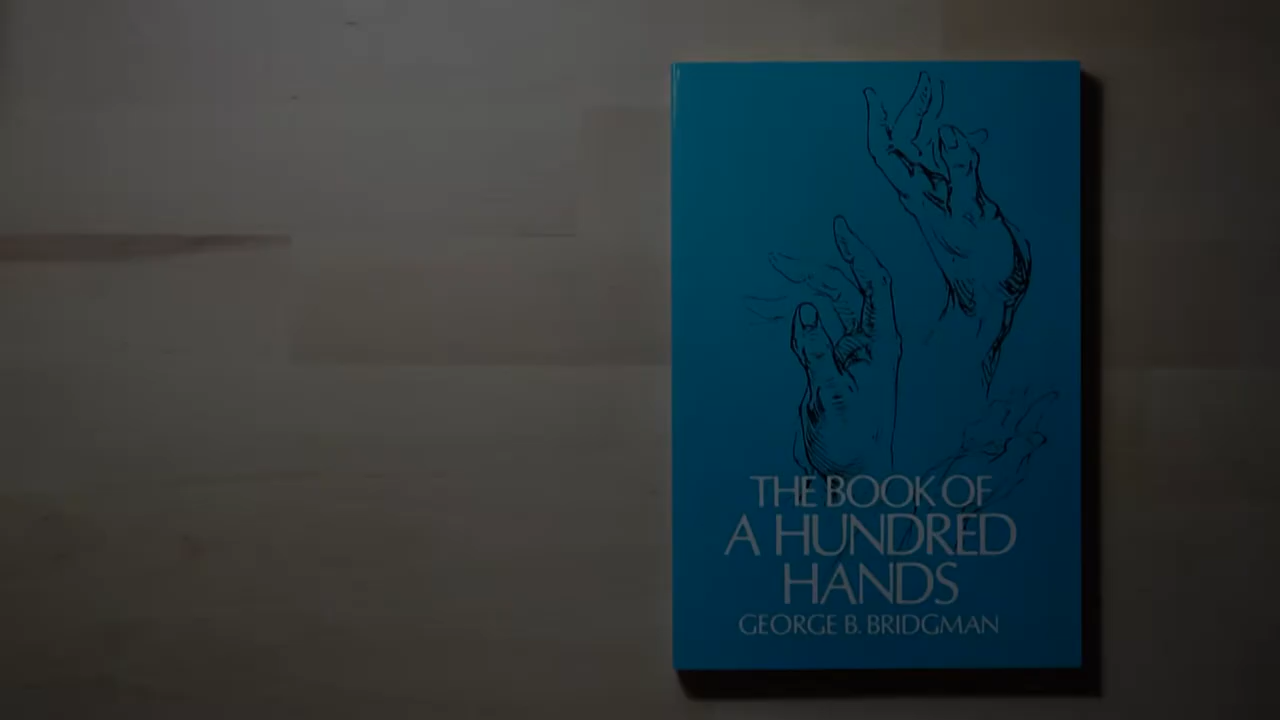 THE BOOK OF
A HUNDRED
HANDS
GEORGE B. BRIDGMAN